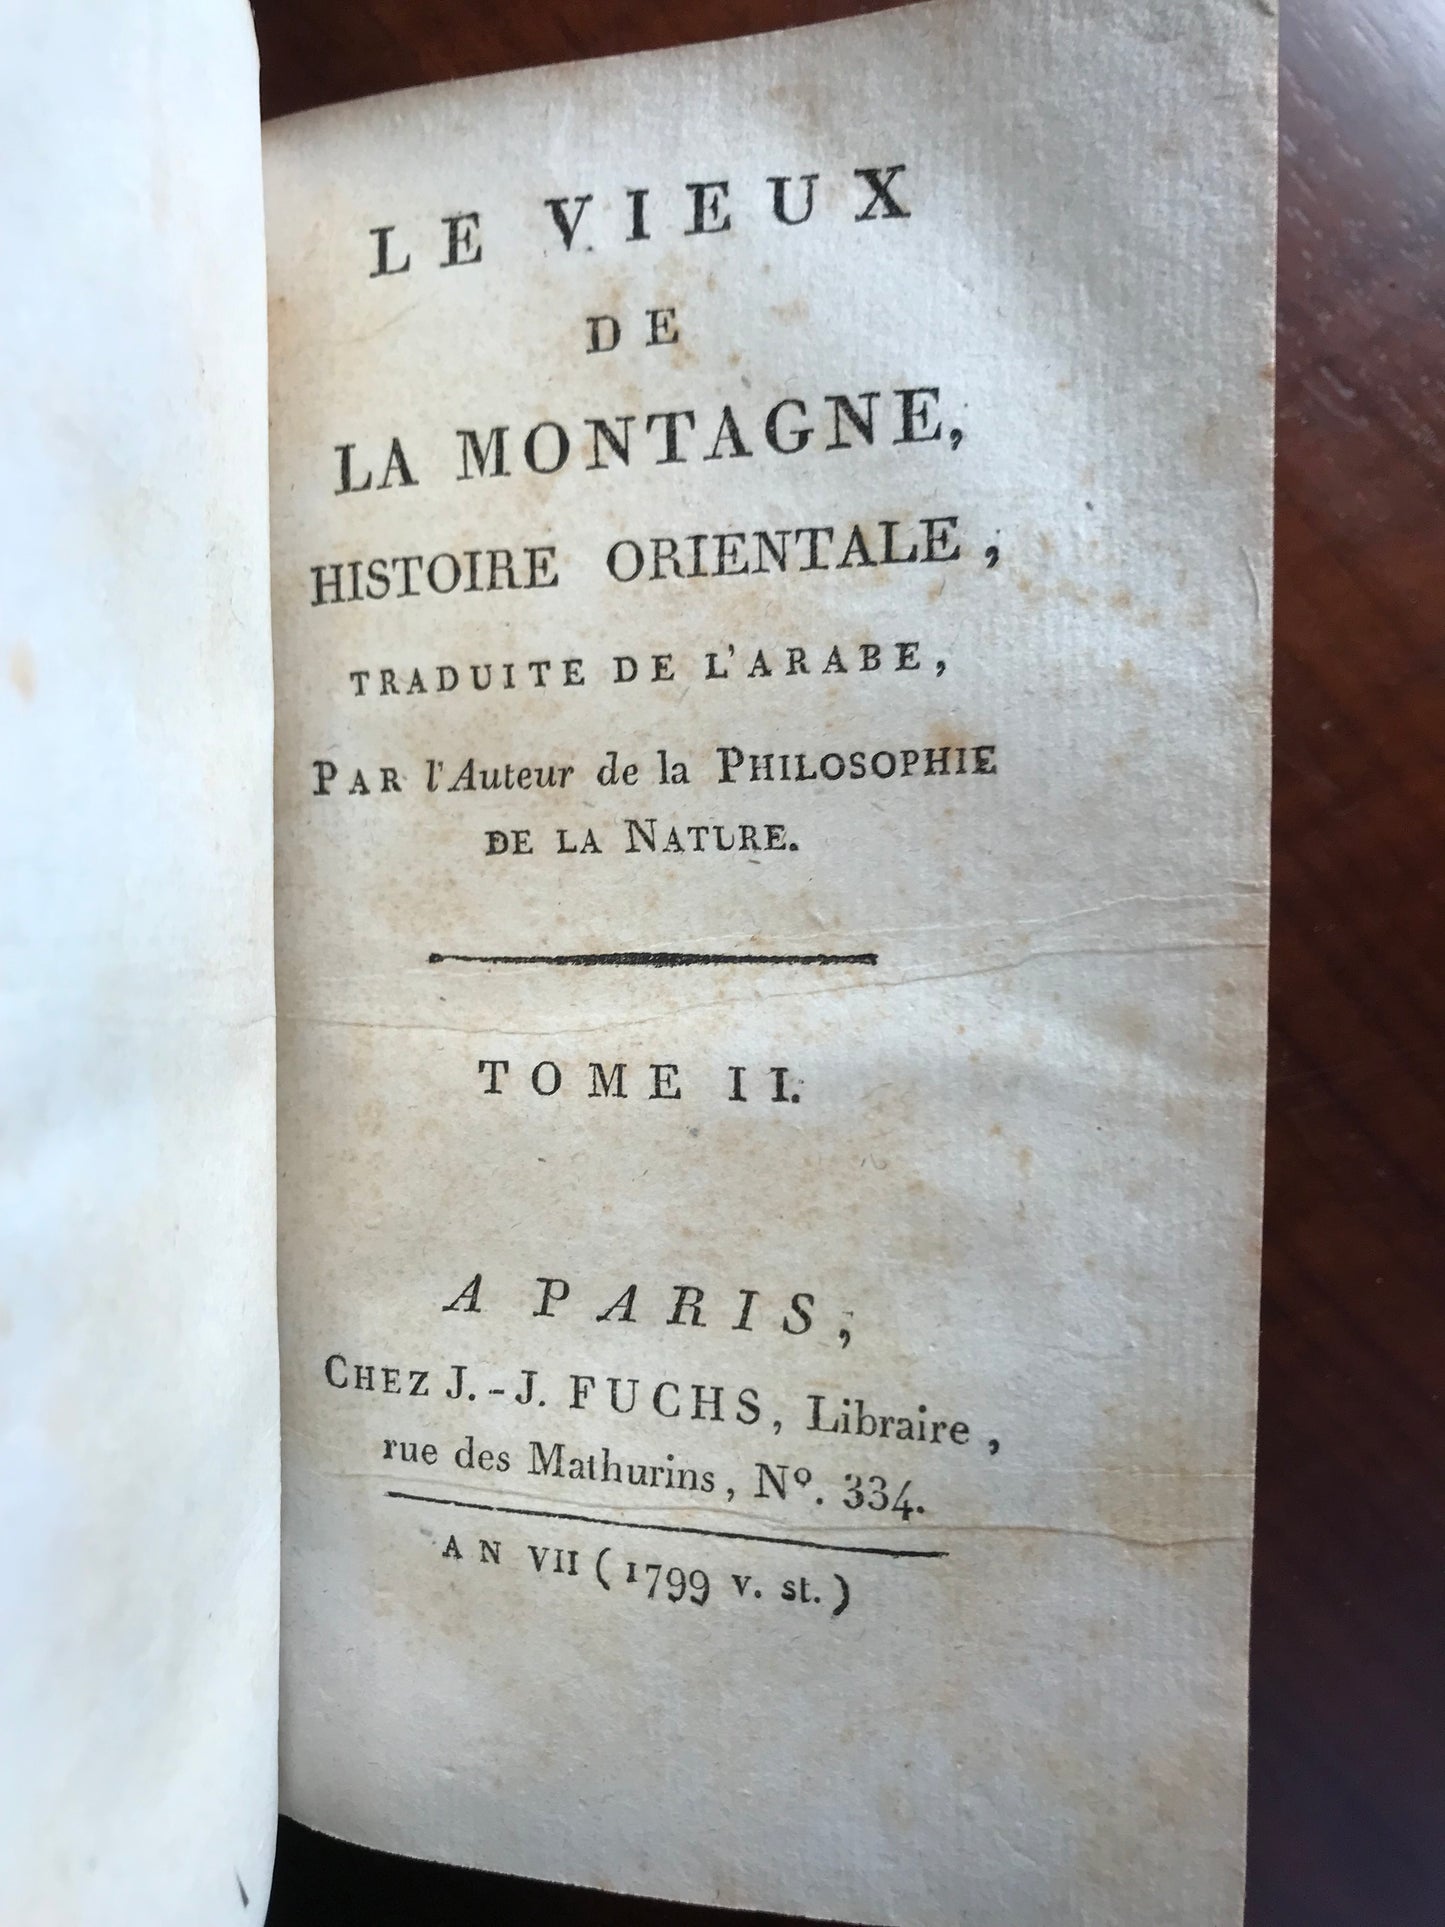 LE VIEUX
DE
LA MONTAGNE,
HISTOIRE ORIENTALE,
TRADUITE DE L'ARABE,
PAR l'Auteur de la PHILOSOPHIE
DE LA NATURE.
TOME II.
A PARIS,
CHEZ J.-J. FUCHS, Libraire,
rue des Mathurins, Nº. 334.
AN VII (1799 v. st.)